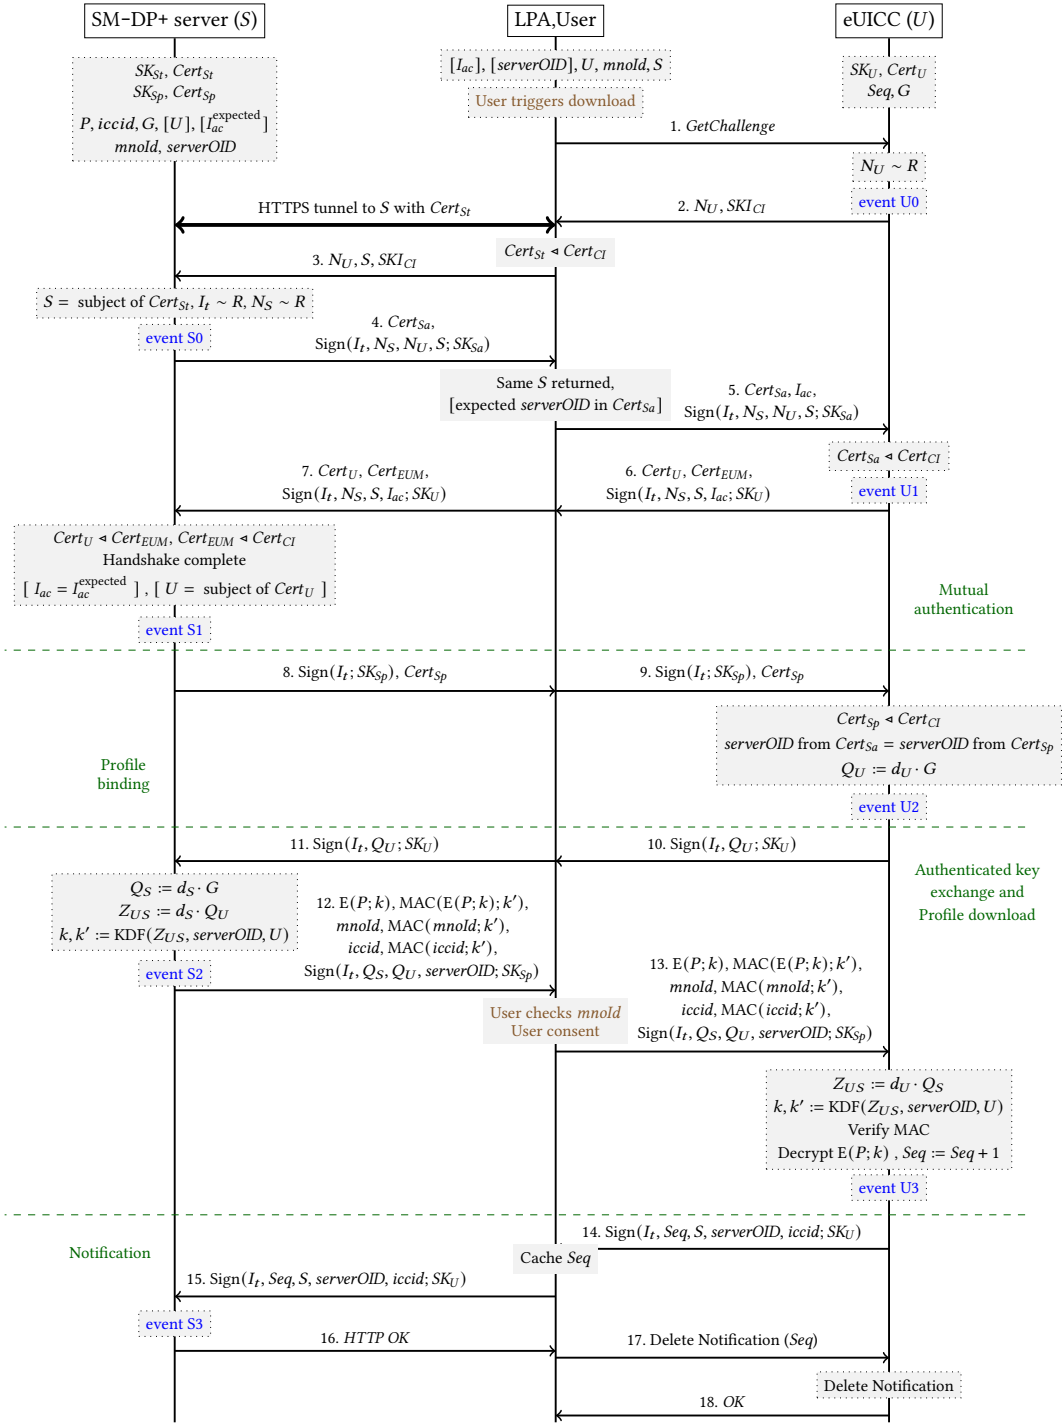 SM−DP+ server (S)
LPA,User
eUICC (U)
SK_St, Cert_St
SK_Sp, Cert_Sp
P, iccid, G, [U], [I_ac^expected]
mnoId, serverOID
[I_ac], [serverOID], U, mnoId, S
User triggers download
SK_U, Cert_U
Seq, G
1. GetChallenge
N_U ∼ R
event U0
HTTPS tunnel to S with Cert_St
2. N_U, SKI_CI
Cert_St ◂ Cert_CI
3. N_U, S, SKI_CI
S = subject of Cert_St, I_t ∼ R, N_S ∼ R
event S0
4. Cert_Sa,
Sign(I_t, N_S, N_U, S; SK_Sa)
Same S returned,
[expected serverOID in Cert_Sa]
5. Cert_Sa, I_ac,
Sign(I_t, N_S, N_U, S; SK_Sa)
Cert_Sa ◂ Cert_CI
event U1
7. Cert_U, Cert_EUM,
Sign(I_t, N_S, S, I_ac; SK_U)
6. Cert_U, Cert_EUM,
Sign(I_t, N_S, S, I_ac; SK_U)
Cert_U ◂ Cert_EUM, Cert_EUM ◂ Cert_CI
Handshake complete
[ I_ac = I_ac^expected ] , [ U = subject of Cert_U ]
event S1
Mutual
authentication
8. Sign(I_t; SK_Sp), Cert_Sp
9. Sign(I_t; SK_Sp), Cert_Sp
Cert_Sp ◂ Cert_CI
serverOID from Cert_Sa = serverOID from Cert_Sp
Q_U := d_U · G
event U2
Profile
binding
11. Sign(I_t, Q_U; SK_U)
10. Sign(I_t, Q_U; SK_U)
Authenticated key
exchange and
Profile download
Q_S := d_S · G
Z_US := d_S · Q_U
k, k′ := KDF(Z_US, serverOID, U)
event S2
12. E(P; k), MAC(E(P; k); k′),
mnoId, MAC(mnoId; k′),
iccid, MAC(iccid; k′),
Sign(I_t, Q_S, Q_U, serverOID; SK_Sp)
User checks mnoId
User consent
13. E(P; k), MAC(E(P; k); k′),
mnoId, MAC(mnoId; k′),
iccid, MAC(iccid; k′),
Sign(I_t, Q_S, Q_U, serverOID; SK_Sp)
Z_US := d_U · Q_S
k, k′ := KDF(Z_US, serverOID, U)
Verify MAC
Decrypt E(P; k) , Seq := Seq + 1
event U3
Notification
14. Sign(I_t, Seq, S, serverOID, iccid; SK_U)
Cache Seq
15. Sign(I_t, Seq, S, serverOID, iccid; SK_U)
event S3
16. HTTP OK
17. Delete Notification (Seq)
Delete Notification
18. OK